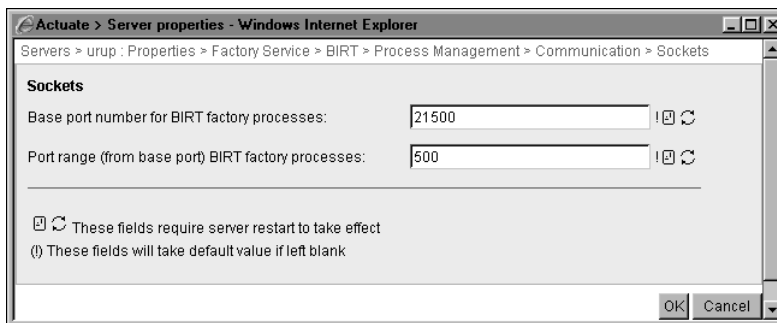 Actuate > Server properties - Windows Internet Explorer
Servers > urup : Properties > Factory Service > BIRT > Process Management > Communication > Sockets
Sockets
Base port number for BIRT factory processes: 21500 !
Port range (from base port) BIRT factory processes: 500 !
These fields require server restart to take effect
(!) These fields will take default value if left blank
OK Cancel